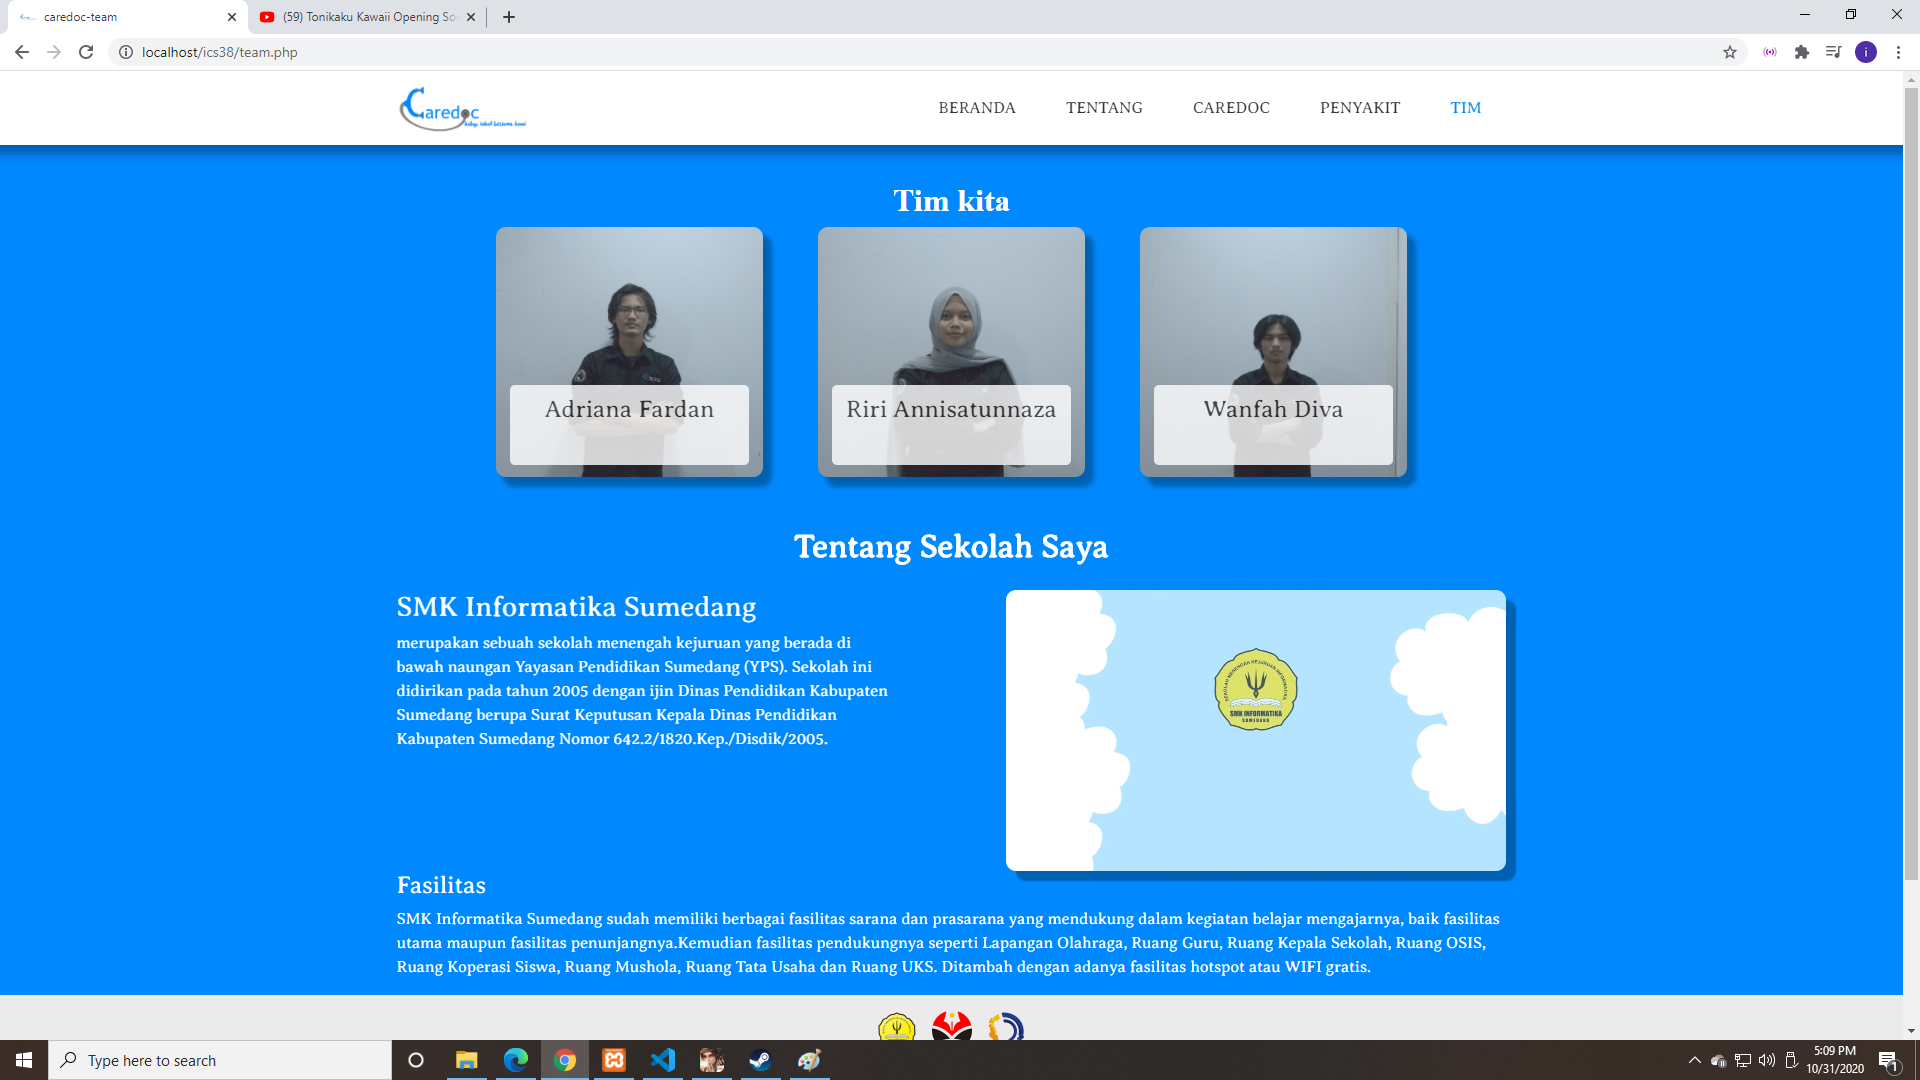 caredoc-team
(59) Tonikaku Kawaii Opening So
localhost/ics38/team.php
i
Caredoc
BERANDA
TENTANG
CAREDOC
PENYAKIT
TIM
Tim kita
Adriana Fardan
Riri Annisatunnaza
Wanfah Diva
Tentang Sekolah Saya
SMK Informatika Sumedang
merupakan sebuah sekolah menengah kejuruan yang berada di
bawah naungan Yayasan Pendidikan Sumedang (YPS). Sekolah ini
didirikan pada tahun 2005 dengan ijin Dinas Pendidikan Kabupaten
Sumedang berupa Surat Keputusan Kepala Dinas Pendidikan
Kabupaten Sumedang Nomor 642.2/1820.Kep./Disdik/2005.
SEKOLAH MENENGAH KEJURUAN INFORMATIKA
SMK INFORMATIKA
SUMEDANG
Fasilitas
SMK Informatika Sumedang sudah memiliki berbagai fasilitas sarana dan prasarana yang mendukung dalam kegiatan belajar mengajarnya, baik fasilitas
utama maupun fasilitas penunjangnya.Kemudian fasilitas pendukungnya seperti Lapangan Olahraga, Ruang Guru, Ruang Kepala Sekolah, Ruang OSIS,
Ruang Koperasi Siswa, Ruang Mushola, Ruang Tata Usaha dan Ruang UKS. Ditambah dengan adanya fasilitas hotspot atau WIFI gratis.
Type here to search
5:09 PM
10/31/2020
1